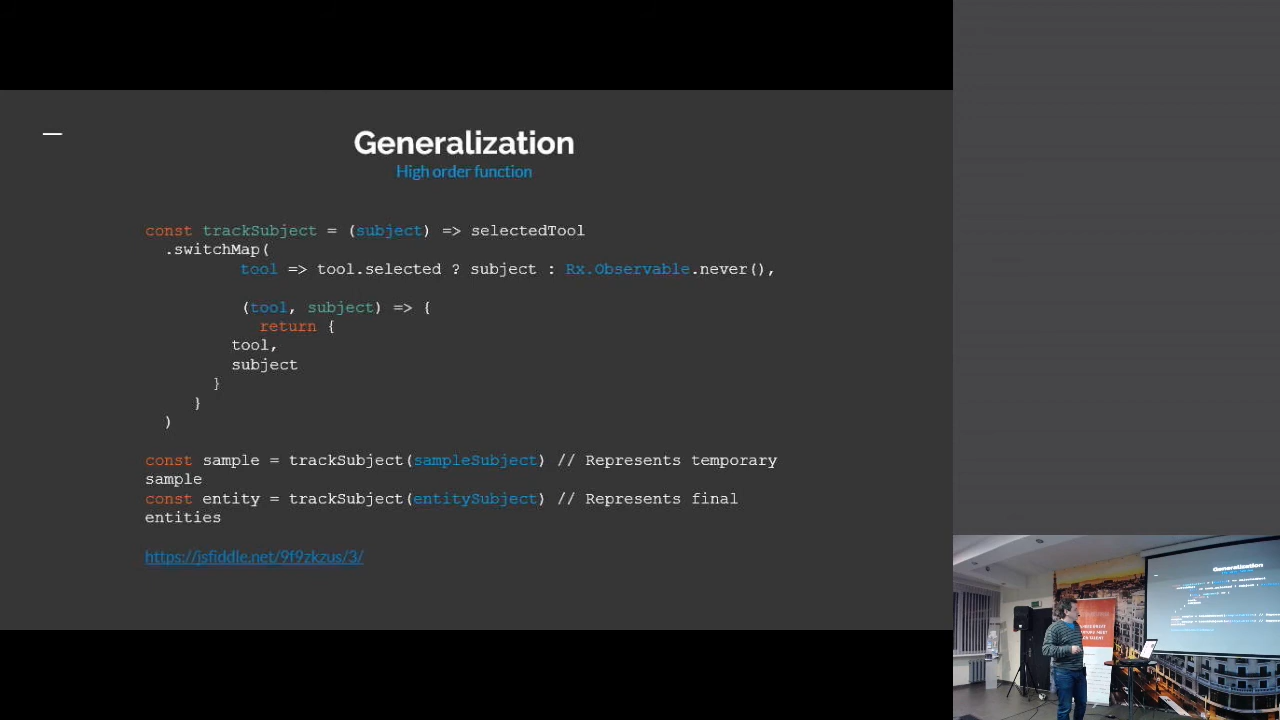 Generalization
High order function
const trackSubject = (subject) => selectedTool
.switchMap(
tool => tool.selected ? subject : Rx.Observable.never(),
(tool, subject) => {
return {
tool,
subject
}
}
)
const sample = trackSubject(sampleSubject) // Represents temporary
sample
const entity = trackSubject(entitySubject) // Represents final
entities
https://jsfiddle.net/9f9zkzus/3/
Generalization